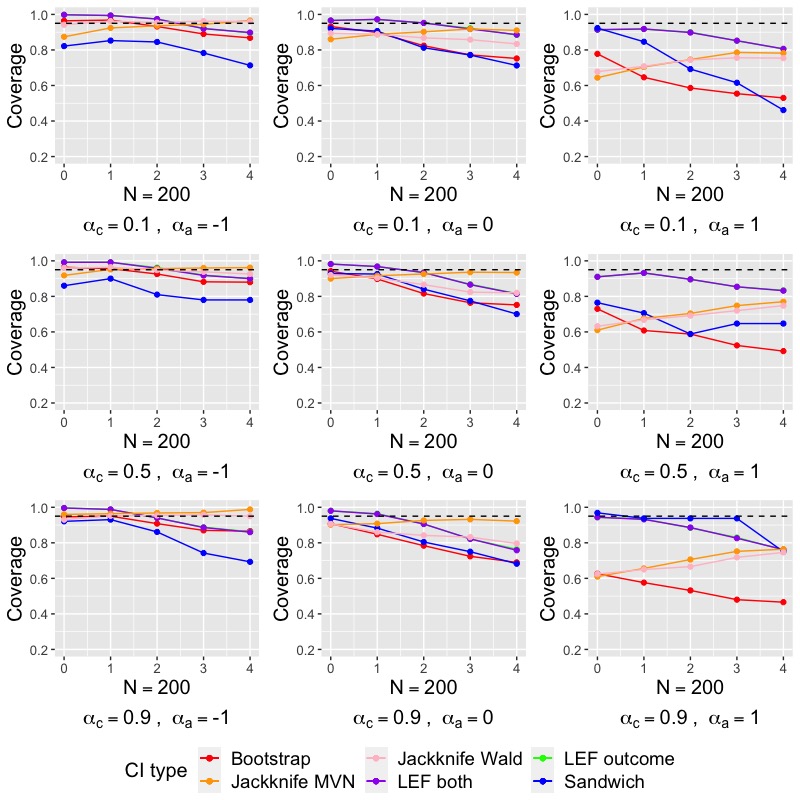 Coverage Coverage Coverage
1.0 1.0 1.0
0.8 0.8 0.8
0.6 0.6 0.6
0.4 0.4 0.4
0.2 0.2 0.2
0 1 2 3 4 0 1 2 3 4 0 1 2 3 4
N = 200 N = 200 N = 200
αc = 0.1 , αa = -1 αc = 0.1 , αa = 0 αc = 0.1 , αa = 1
Coverage Coverage Coverage
1.0 1.0 1.0
0.8 0.8 0.8
0.6 0.6 0.6
0.4 0.4 0.4
0.2 0.2 0.2
0 1 2 3 4 0 1 2 3 4 0 1 2 3 4
N = 200 N = 200 N = 200
αc = 0.5 , αa = -1 αc = 0.5 , αa = 0 αc = 0.5 , αa = 1
Coverage Coverage Coverage
1.0 1.0 1.0
0.8 0.8 0.8
0.6 0.6 0.6
0.4 0.4 0.4
0.2 0.2 0.2
0 1 2 3 4 0 1 2 3 4 0 1 2 3 4
N = 200 N = 200 N = 200
αc = 0.9 , αa = -1 αc = 0.9 , αa = 0 αc = 0.9 , αa = 1
CI type
Bootstrap Jackknife Wald LEF outcome
Jackknife MVN LEF both Sandwich